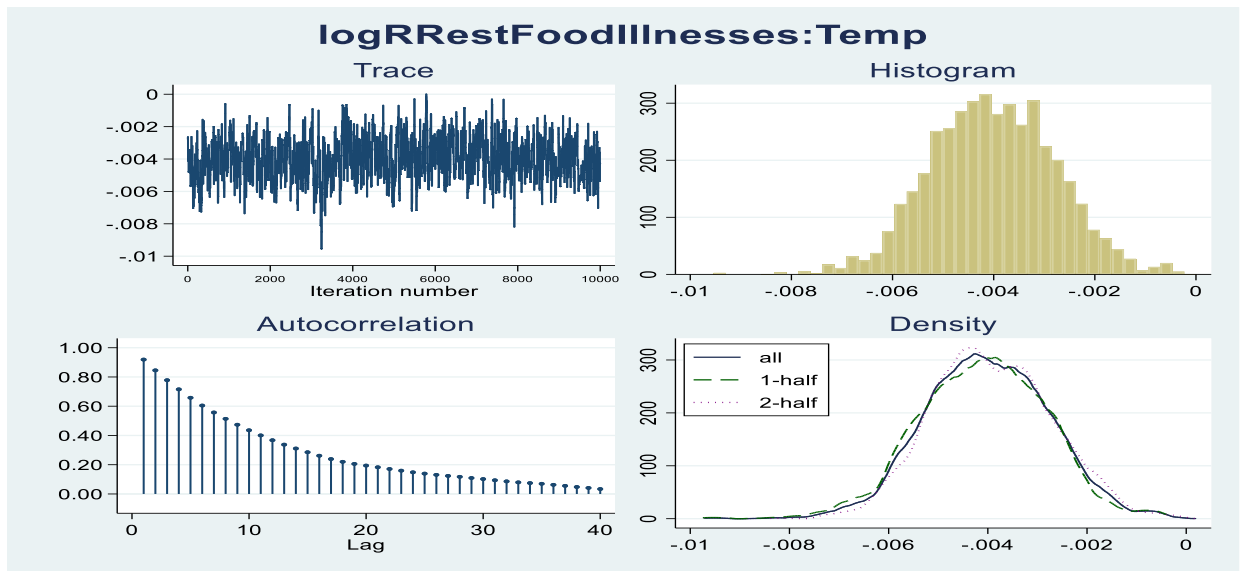 logRRestFoodIllnesses:Temp
Trace
0
-.002
-.004
-.006
-.008
-.01
0 2000 4000 6000 8000 10000
Iteration number
Histogram
300
200
100
0
-.01 -.008 -.006 -.004 -.002 0
Autocorrelation
1.00
0.80
0.60
0.40
0.20
0.00
0 10 20 30 40
Lag
Density
300
200
100
0
all
1-half
2-half
-.01 -.008 -.006 -.004 -.002 0